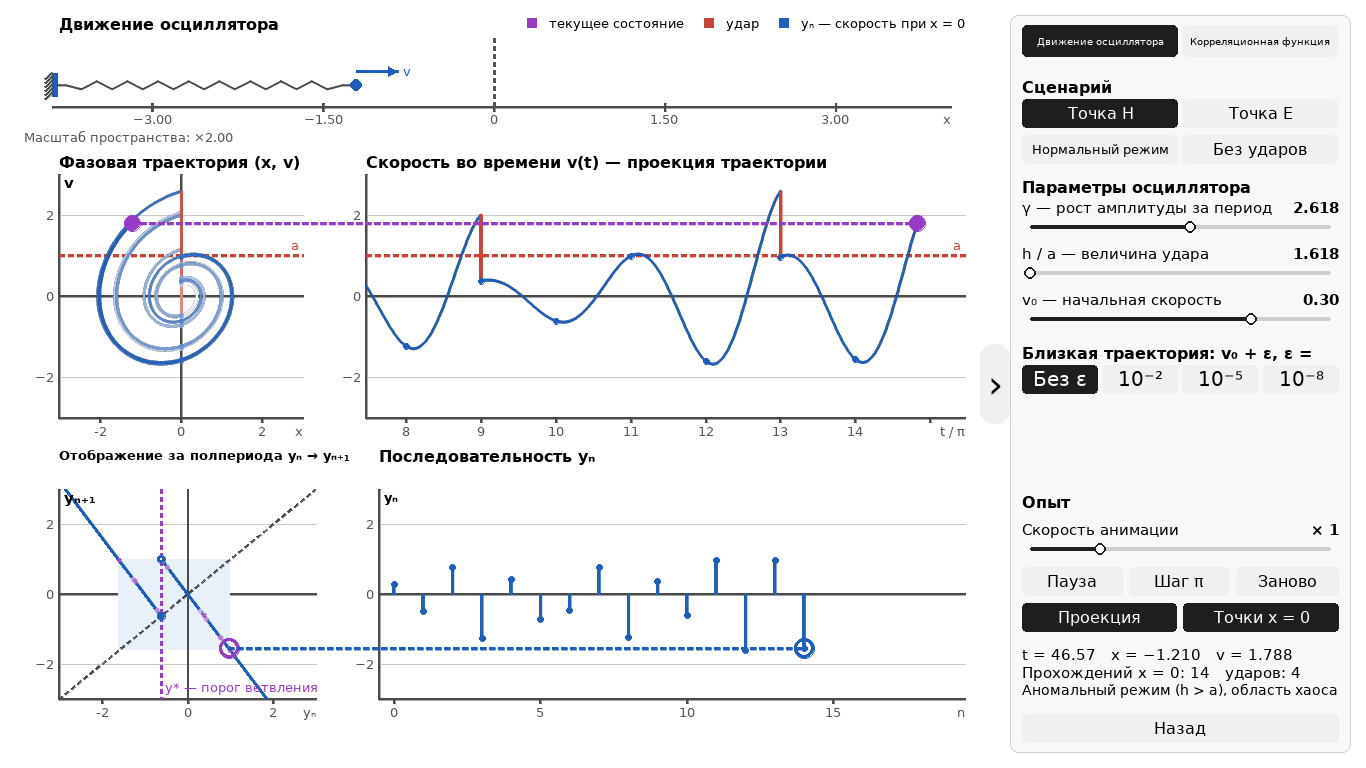 Движение осциллятора
текущее состояние удар yₙ — скорость при x = 0
v
−3.00 −1.50 0 1.50 3.00 x
Масштаб пространства: ×2.00
Фазовая траектория (x, v)
v
2
0
−2
a
-2 0 2 x
Скорость во времени v(t) — проекция траектории
2
0
−2
a
8 9 10 11 12 13 14 t / π
Отображение за полпериода yₙ → yₙ₊₁
yₙ₊₁
2
0
−2
y* — порог ветвления
-2 0 2 yₙ
Последовательность yₙ
yₙ
2
0
−2
0 5 10 15 n
>
Движение осциллятора Корреляционная функция
Сценарий
Точка H Точка E
Нормальный режим Без ударов
Параметры осциллятора
γ — рост амплитуды за период 2.618
h / a — величина удара 1.618
v₀ — начальная скорость 0.30
Близкая траектория: v₀ + ε, ε =
Без ε 10⁻² 10⁻⁵ 10⁻⁸
Опыт
Скорость анимации × 1
Пауза Шаг π Заново
Проекция Точки x = 0
t = 46.57 x = −1.210 v = 1.788
Прохождений x = 0: 14 ударов: 4
Аномальный режим (h > a), область хаоса
Назад